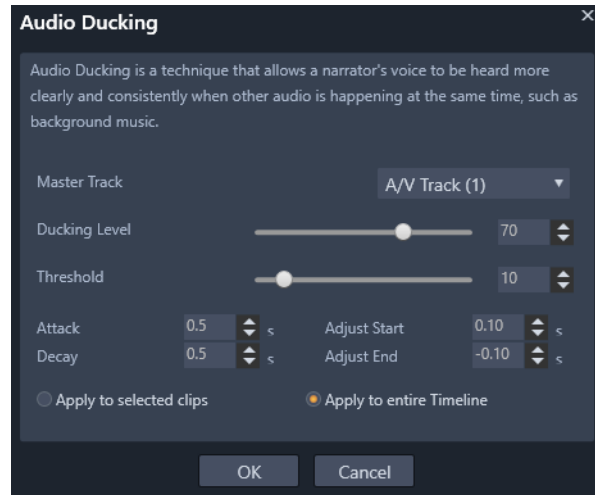 Audio Ducking
Audio Ducking is a technique that allows a narrator's voice to be heard more
clearly and consistently when other audio is happening at the same time, such as
background music.
Master Track A/V Track (1)
Ducking Level 70
Threshold 10
Attack 0.5 s Adjust Start 0.10 s
Decay 0.5 s Adjust End -0.10 s
Apply to selected clips Apply to entire Timeline
OK Cancel